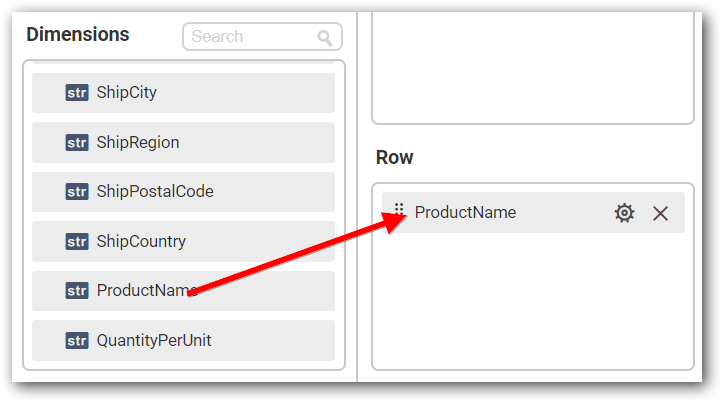 Dimensions
Search
str ShipCity
str ShipRegion
str ShipPostalCode
str ShipCountry
str ProductName
str QuantityPerUnit
Row
ProductName